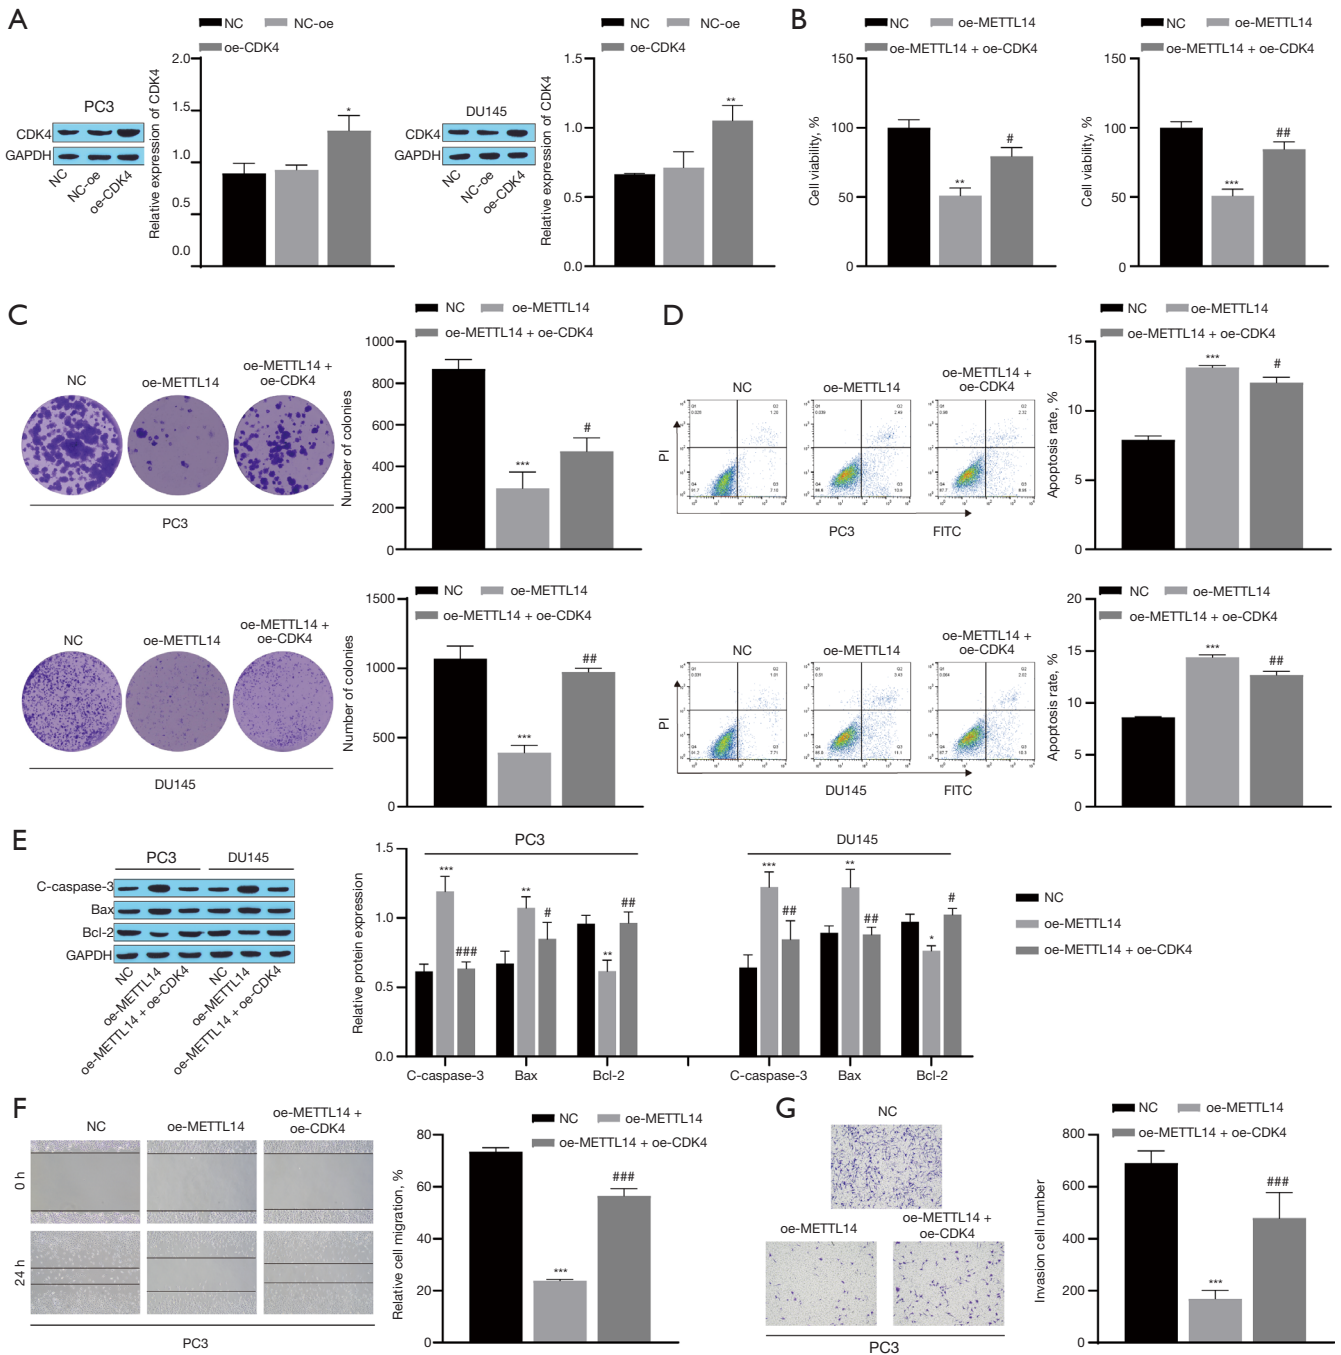 A
NC NC-oe
oe-CDK4
PC3
CDK4
GAPDH
NC
NC-oe
oe-CDK4
Relative expression of CDK4
2.0
1.5
1.0
0.5
0.0
*
NC NC-oe
oe-CDK4
DU145
CDK4
GAPDH
NC
NC-oe
oe-CDK4
Relative expression of CDK4
1.5
1.0
0.5
0.0
**
B
NC oe-METTL14
oe-METTL14 + oe-CDK4
Cell viability, %
150
100
50
0
**
#
NC oe-METTL14
oe-METTL14 + oe-CDK4
Cell viability, %
150
100
50
0
***
##
C
NC
oe-METTL14
oe-METTL14 +
oe-CDK4
PC3
NC oe-METTL14
oe-METTL14 + oe-CDK4
Number of colonies
1000
800
600
400
200
0
***
#
NC
oe-METTL14
oe-METTL14 +
oe-CDK4
DU145
NC oe-METTL14
oe-METTL14 + oe-CDK4
Number of colonies
1500
1000
500
0
***
##
D
NC
oe-METTL14
oe-METTL14 +
oe-CDK4
PI
PC3 FITC
NC oe-METTL14
oe-METTL14 + oe-CDK4
Apoptosis rate, %
15
10
5
0
***
#
NC
oe-METTL14
oe-METTL14 +
oe-CDK4
PI
DU145 FITC
NC oe-METTL14
oe-METTL14 + oe-CDK4
Apoptosis rate, %
20
15
10
5
0
***
##
E
PC3 DU145
C-caspase-3
Bax
Bcl-2
GAPDH
NC
oe-METTL14
oe-METTL14 + oe-CDK4
NC
oe-METTL14
oe-METTL14 + oe-CDK4
PC3 DU145
Relative protein expression
1.5
1.0
0.5
0.0
*** ### ** # ** ##
*** ## ** ## * #
C-caspase-3 Bax Bcl-2 C-caspase-3 Bax Bcl-2
NC
oe-METTL14
oe-METTL14 + oe-CDK4
F
NC
oe-METTL14
oe-METTL14 +
oe-CDK4
0 h
24 h
PC3
NC oe-METTL14
oe-METTL14 + oe-CDK4
Relative cell migration, %
80
60
40
20
0
***
###
G
NC
oe-METTL14
oe-METTL14 +
oe-CDK4
PC3
NC oe-METTL14
oe-METTL14 + oe-CDK4
Invasion cell number
800
600
400
200
0
***
###